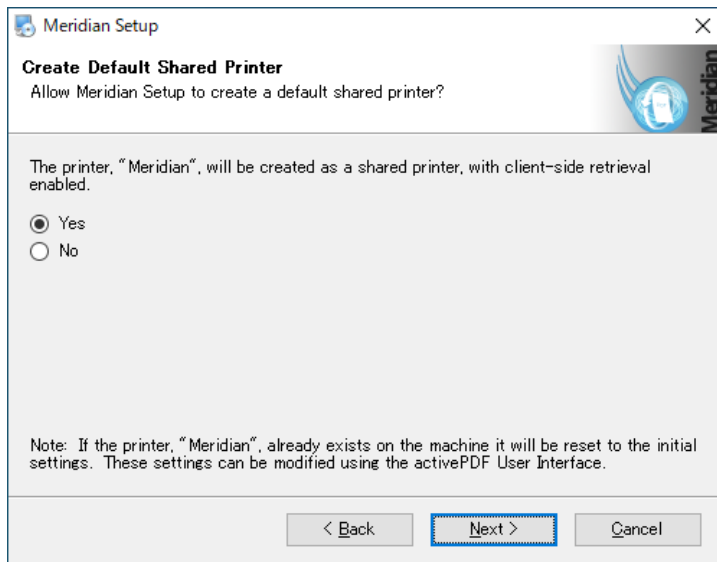 Meridian Setup
Create Default Shared Printer
Allow Meridian Setup to create a default shared printer?
Meridian
The printer, "Meridian", will be created as a shared printer, with client-side retrieval
enabled.
Yes
No
Note: If the printer, "Meridian", already exists on the machine it will be reset to the initial
settings. These settings can be modified using the activePDF User Interface.
< Back
Next >
Cancel